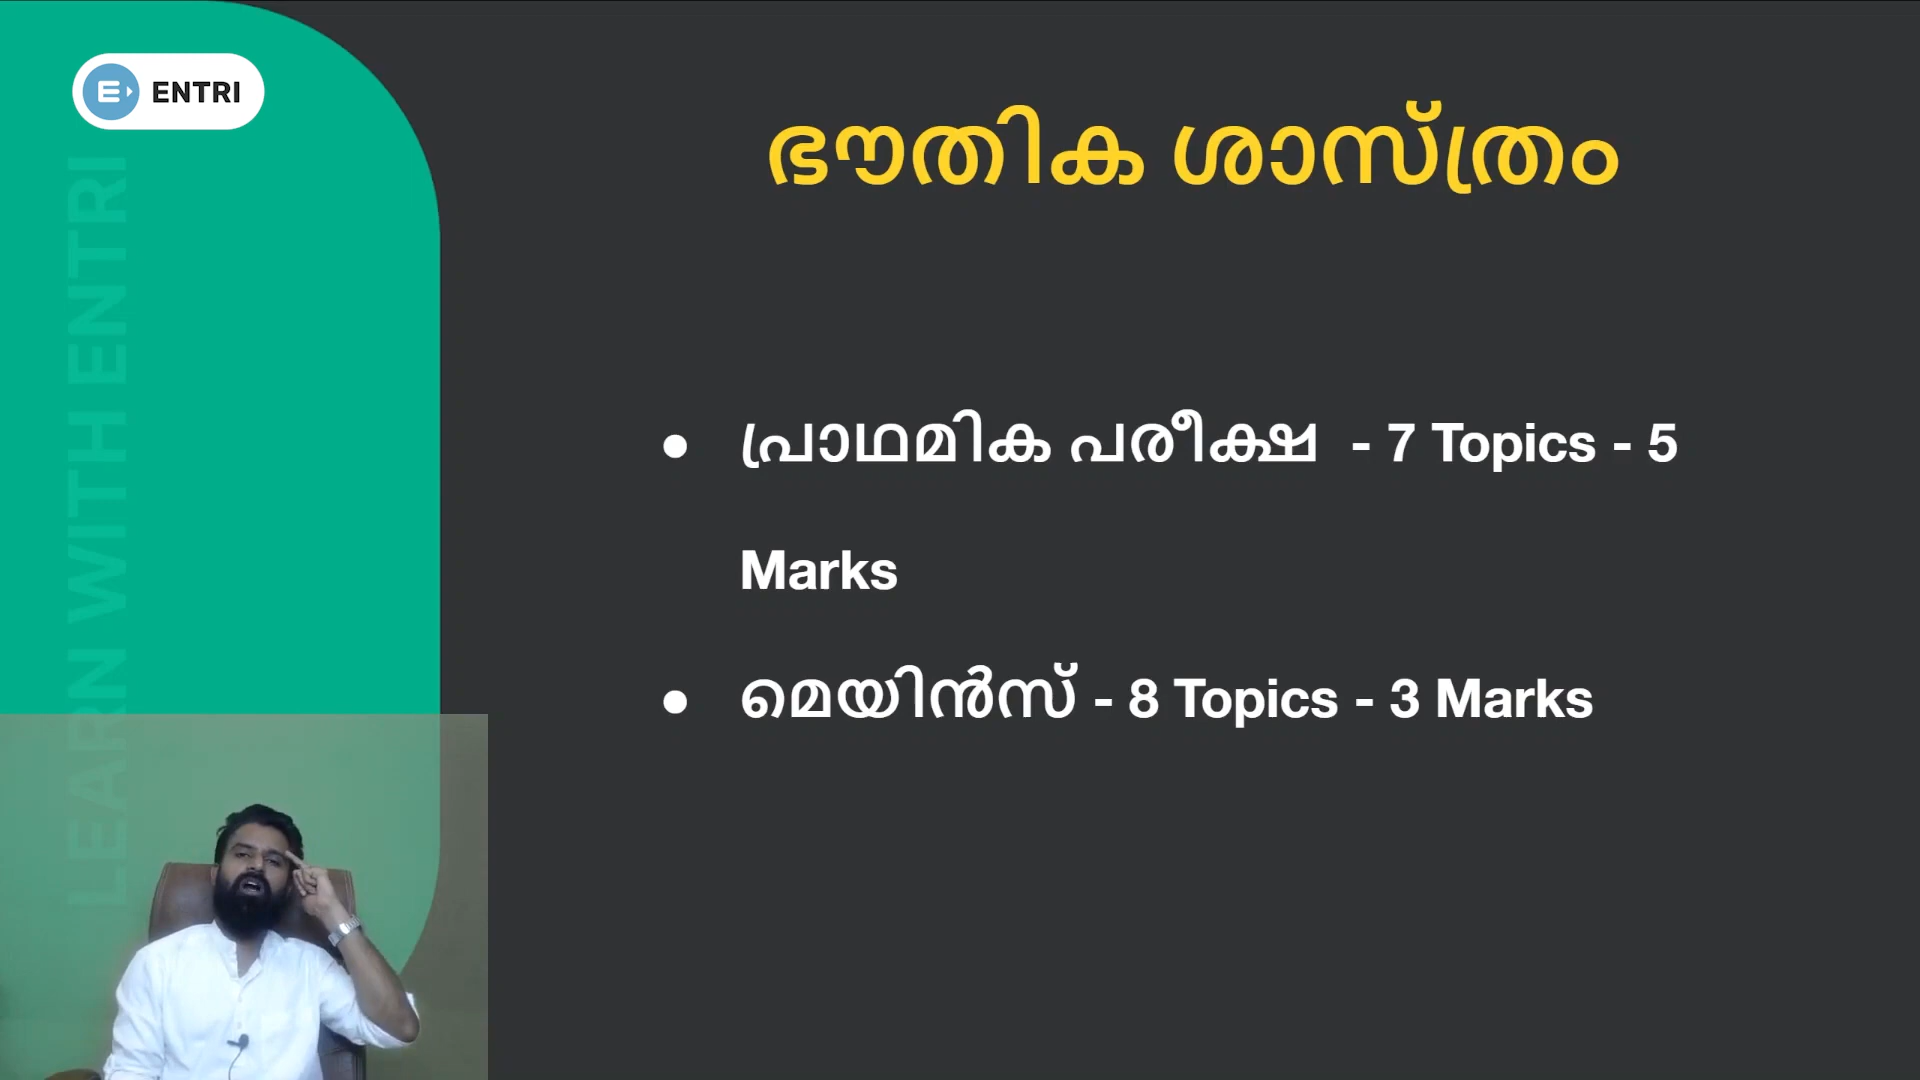 ENTRI
LEARN WITH ENTRI
ഭൗതിക ശാസ്ത്രം
● പ്രാഥമിക പരീക്ഷ - 7 Topics - 5
Marks
● മെയിൻസ് - 8 Topics - 3 Marks